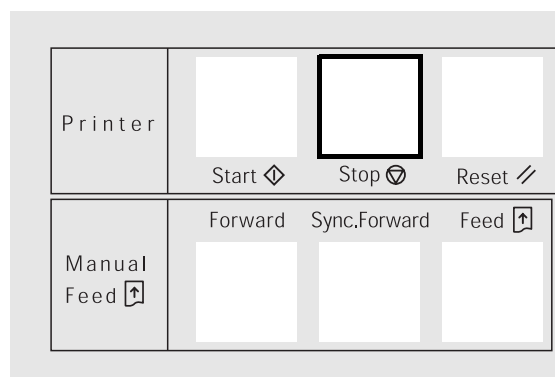 Printer
Start Stop Reset
Forward Sync.Forward Feed
Manual
Feed